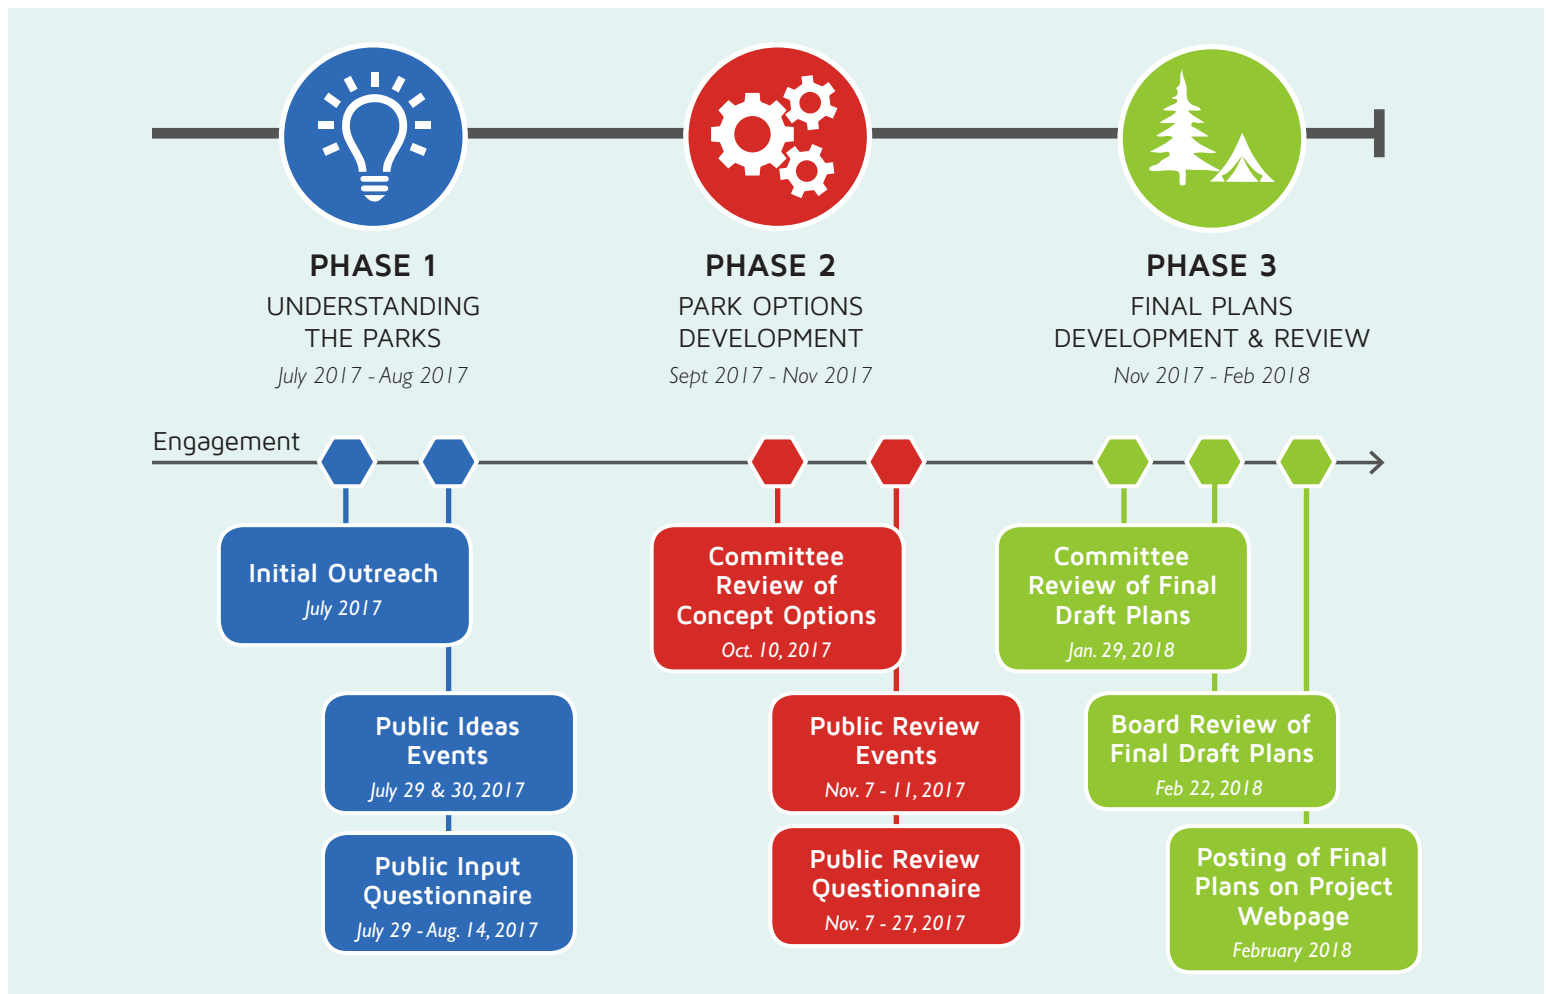 PHASE 1
UNDERSTANDING
THE PARKS
July 2017 - Aug 2017
PHASE 2
PARK OPTIONS
DEVELOPMENT
Sept 2017 - Nov 2017
PHASE 3
FINAL PLANS
DEVELOPMENT & REVIEW
Nov 2017 - Feb 2018
Engagement
Initial Outreach
July 2017
Public Ideas
Events
July 29 & 30, 2017
Public Input
Questionnaire
July 29 - Aug. 14, 2017
Committee
Review of
Concept Options
Oct. 10, 2017
Public Review
Events
Nov. 7 - 11, 2017
Public Review
Questionnaire
Nov. 7 - 27, 2017
Committee
Review of Final
Draft Plans
Jan. 29, 2018
Board Review of
Final Draft Plans
Feb 22, 2018
Posting of Final
Plans on Project
Webpage
February 2018